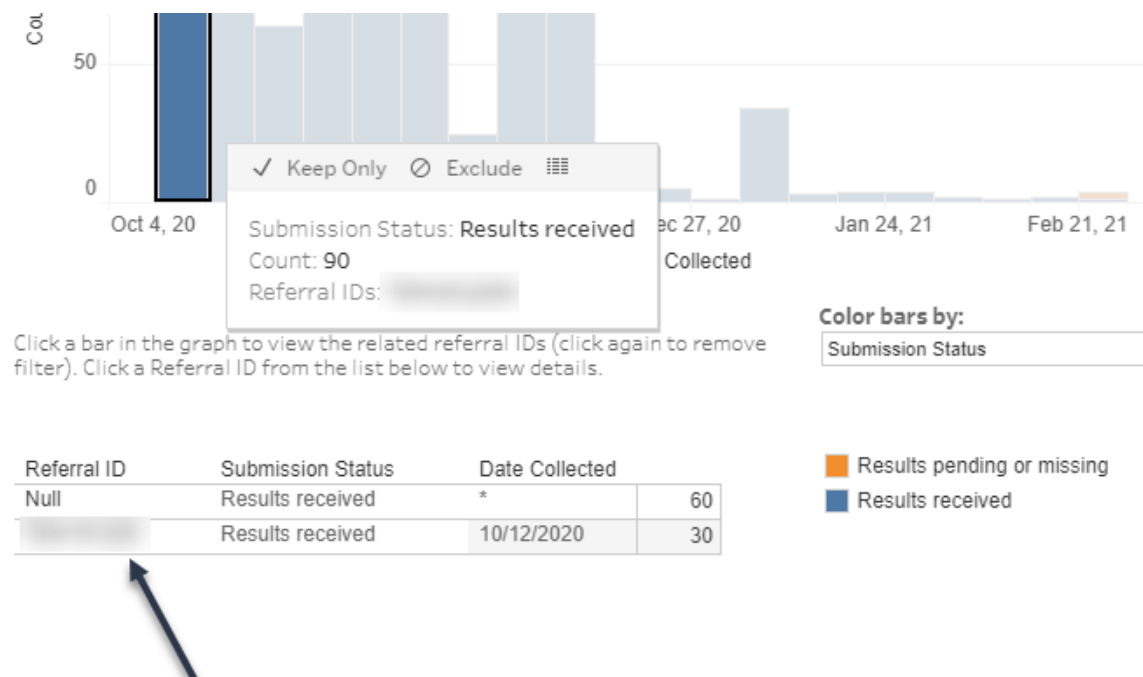 50
0
Keep Only Exclude
Submission Status: Results received
Count: 90
Referral IDs:
Oct 4, 20
27, 20
Jan 24, 21
Feb 21, 21
Collected
Click a bar in the graph to view the related referral IDs (click again to remove
filter). Click a Referral ID from the list below to view details.
Color bars by:
Submission Status
Referral ID Submission Status Date Collected
Null Results received * 60
Results received 10/12/2020 30
Results pending or missing
Results received